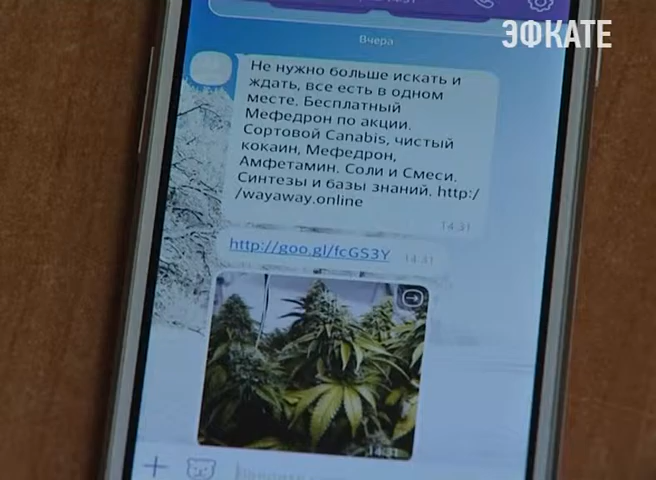 ЭФКАТЕ
Вчера
Не нужно больше искать и
ждать, все есть в одном
месте. Бесплатный
Мефедрон по акции.
Сортовой Canabis, чистый
кокаин, Мефедрон,
Амфетамин. Соли и Смеси.
Синтезы и базы знаний. http:/
/wayaway.online
14:31
http://goo.gl/fcGS3Y
14:31
14:31